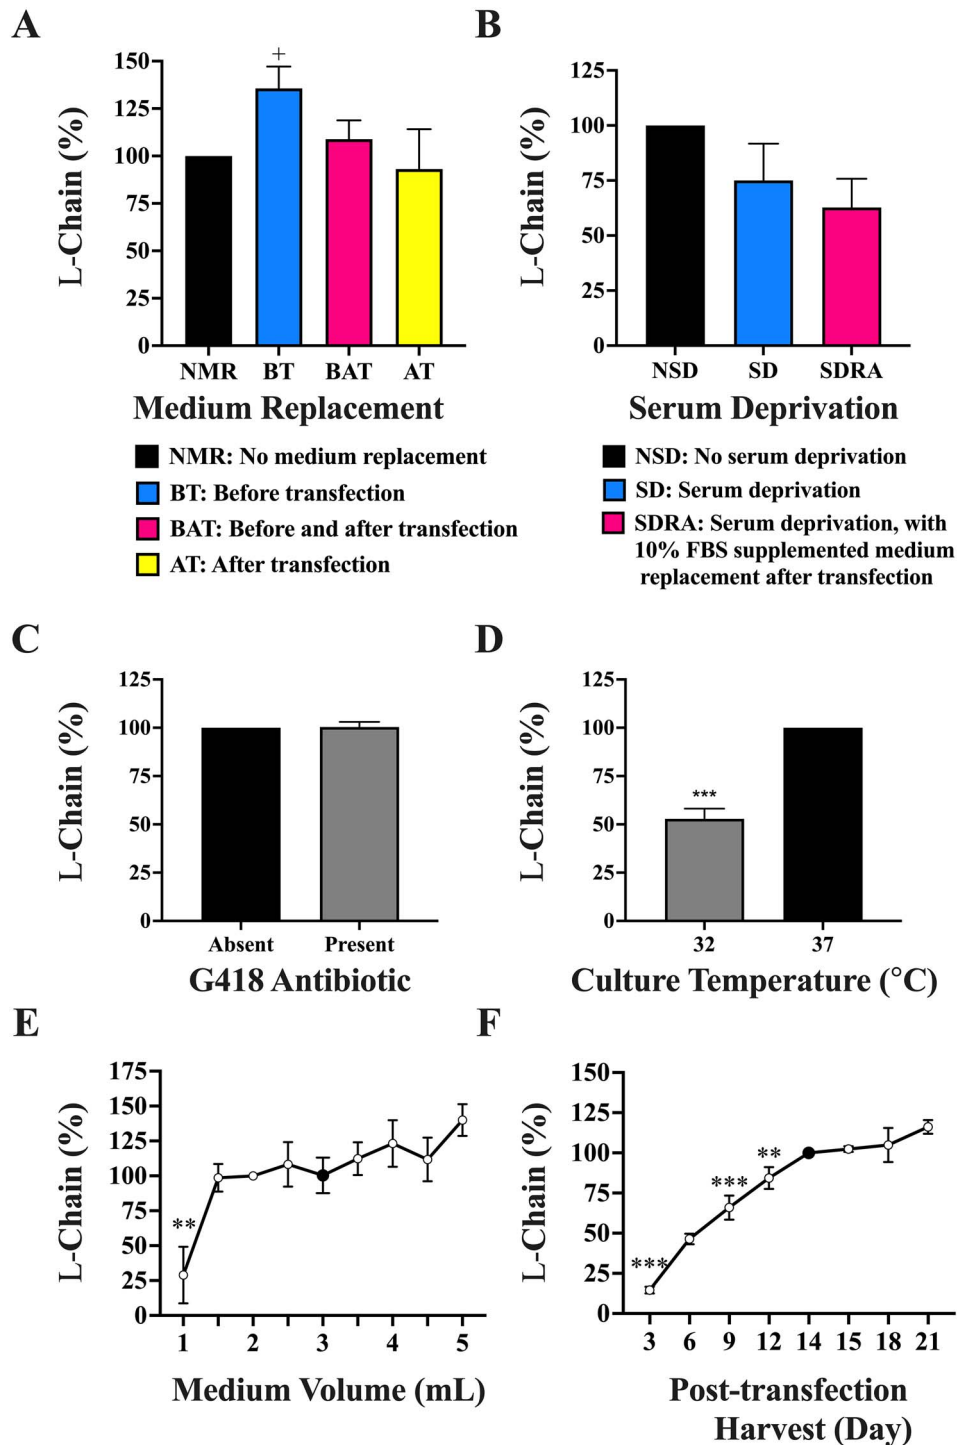 A
L-Chain (%)
150
125
100
75
50
25
0
+
NMR BT BAT AT
Medium Replacement
NMR: No medium replacement
BT: Before transfection
BAT: Before and after transfection
AT: After transfection
B
L-Chain (%)
125
100
75
50
25
0
NSD SD SDRA
Serum Deprivation
NSD: No serum deprivation
SD: Serum deprivation
SDRA: Serum deprivation, with
10% FBS supplemented medium
replacement after transfection
C
L-Chain (%)
125
100
75
50
25
0
Absent Present
G418 Antibiotic
D
L-Chain (%)
125
100
75
50
25
0
***
32 37
Culture Temperature (°C)
E
L-Chain (%)
175
150
125
100
75
50
25
0
**
1 2 3 4 5
Medium Volume (mL)
F
L-Chain (%)
150
125
100
75
50
25
0
*** *** **
3 6 9 12 14 15 18 21
Post-transfection
Harvest (Day)